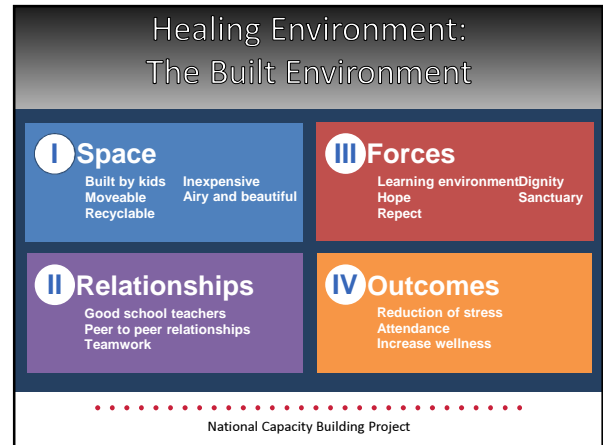 Healing Environment:
The Built Environment
I Space
Built by kids Inexpensive
Moveable Airy and beautiful
Recyclable
II Relationships
Good school teachers
Peer to peer relationships
Teamwork
III Forces
Learning environment Dignity
Hope Sanctuary
Repect
IV Outcomes
Reduction of stress
Attendance
Increase wellness
National Capacity Building Project